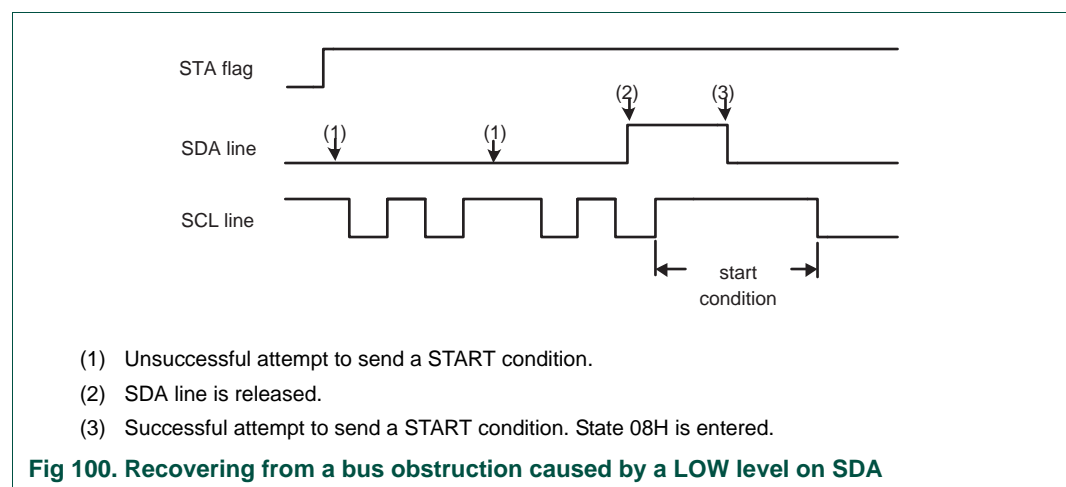 STA flag
(2) (3)
(1) (1)
SDA line
SCL line
start
condition
(1) Unsuccessful attempt to send a START condition.
(2) SDA line is released.
(3) Successful attempt to send a START condition. State 08H is entered.
Fig 100. Recovering from a bus obstruction caused by a LOW level on SDA